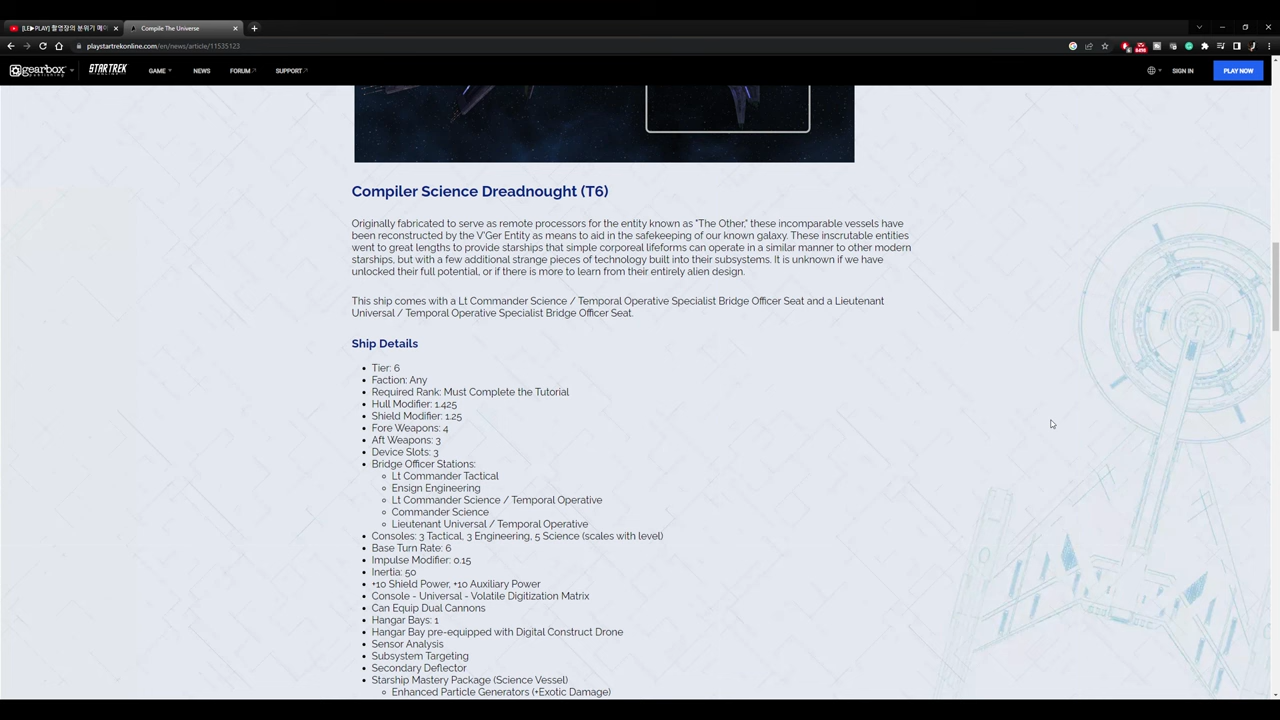 [LE▶PLAY] 촬영장의 분위기 메이
Compile The Universe
playstartrekonline.com/en/news/article/11535123
gearbox publishing
STAR TREK ONLINE
GAME
NEWS
FORUM
SUPPORT
SIGN IN
PLAY NOW
Compiler Science Dreadnought (T6)
Originally fabricated to serve as remote processors for the entity known as "The Other," these incomparable vessels have
been reconstructed by the V'Ger Entity as means to aid in the safekeeping of our known galaxy. These inscrutable entities
went to great lengths to provide starships that simple corporeal lifeforms can operate in a similar manner to other modern
starships, but with a few additional strange pieces of technology built into their subsystems. It is unknown if we have
unlocked their full potential, or if there is more to learn from their entirely alien design.
This ship comes with a Lt Commander Science / Temporal Operative Specialist Bridge Officer Seat and a Lieutenant
Universal / Temporal Operative Specialist Bridge Officer Seat.
Ship Details
Tier: 6
Faction: Any
Required Rank: Must Complete the Tutorial
Hull Modifier: 1.425
Shield Modifier: 1.25
Fore Weapons: 4
Aft Weapons: 3
Device Slots: 3
Bridge Officer Stations:
Lt Commander Tactical
Ensign Engineering
Lt Commander Science / Temporal Operative
Commander Science
Lieutenant Universal / Temporal Operative
Consoles: 3 Tactical, 3 Engineering, 5 Science (scales with level)
Base Turn Rate: 6
Impulse Modifier: 0.15
Inertia: 50
+10 Shield Power, +10 Auxiliary Power
Console - Universal - Volatile Digitization Matrix
Can Equip Dual Cannons
Hangar Bays: 1
Hangar Bay pre-equipped with Digital Construct Drone
Sensor Analysis
Subsystem Targeting
Secondary Deflector
Starship Mastery Package (Science Vessel)
Enhanced Particle Generators (+Exotic Damage)